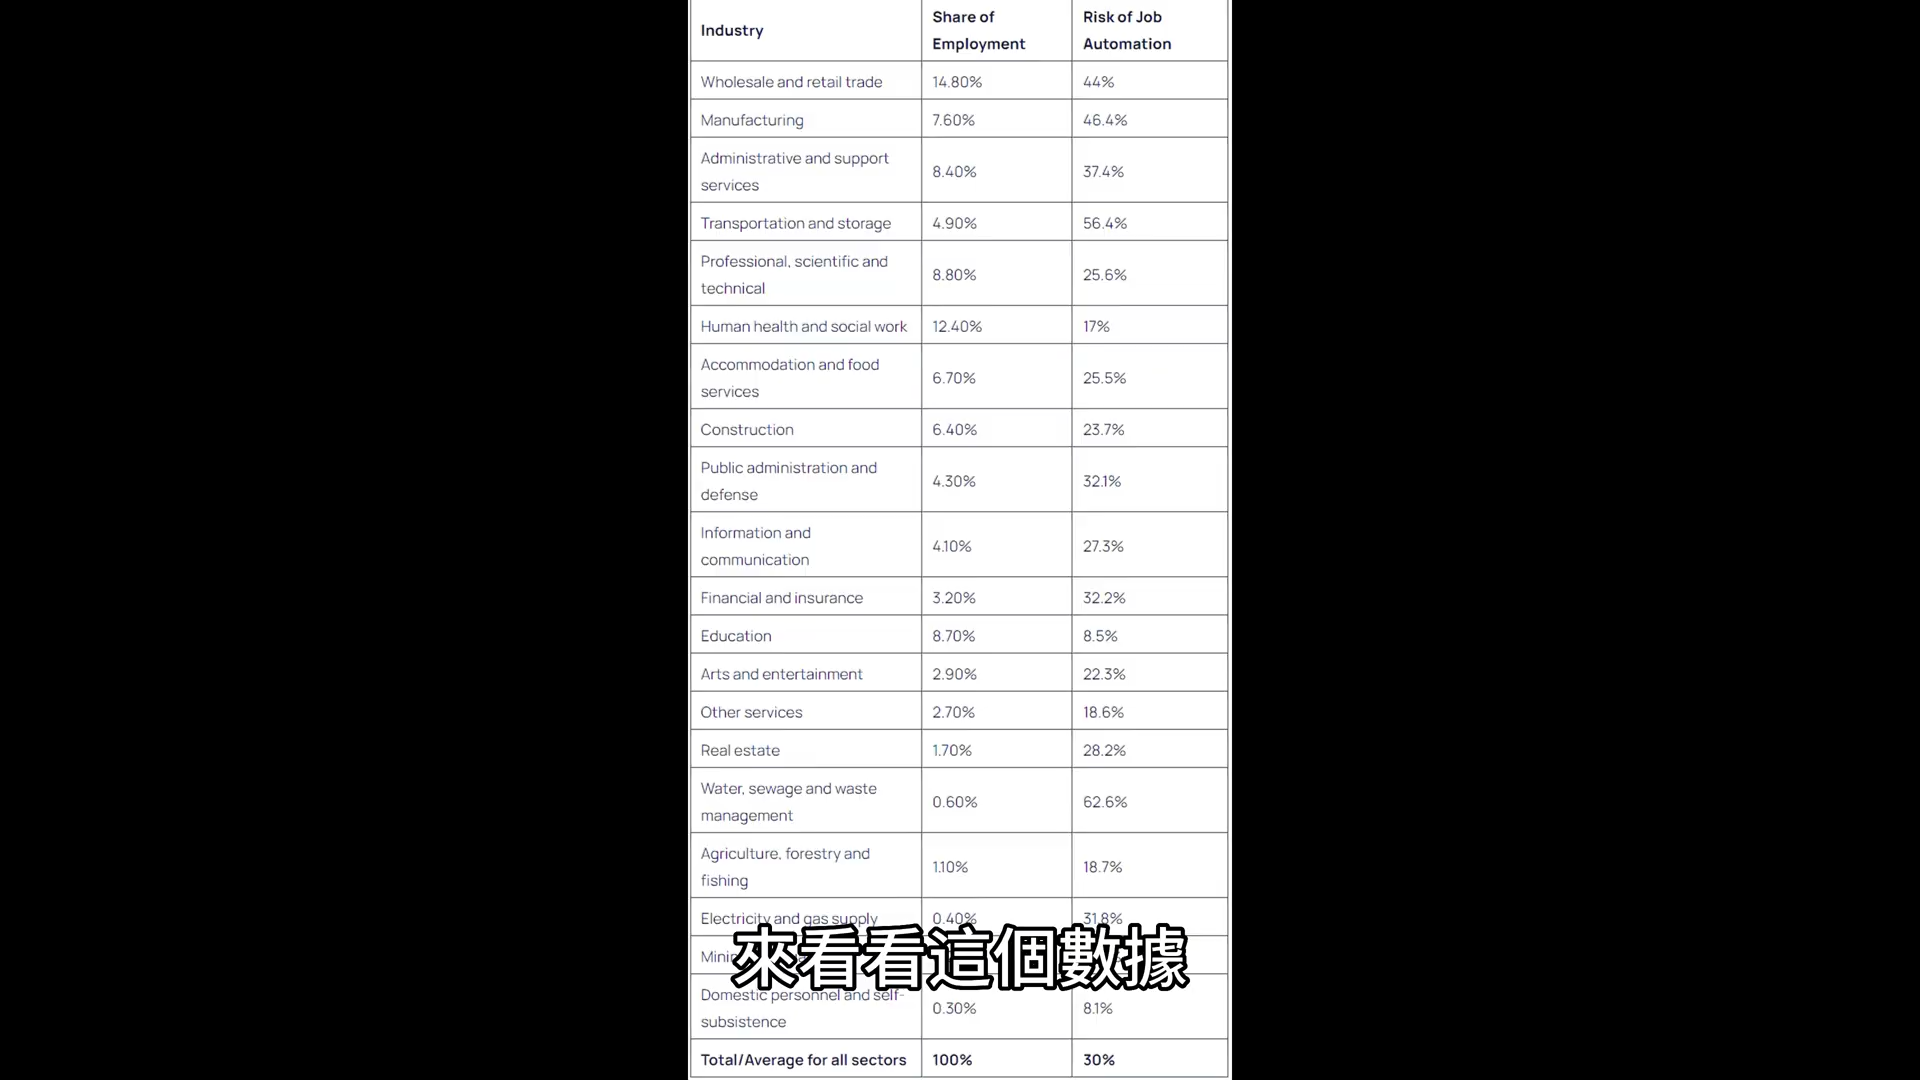 Industry
Share of
Employment
Risk of Job
Automation
Wholesale and retail trade 14.80% 44%
Manufacturing 7.60% 46.4%
Administrative and support
services
8.40% 37.4%
Transportation and storage 4.90% 56.4%
Professional, scientific and
technical
8.80% 25.6%
Human health and social work 12.40% 17%
Accommodation and food
services
6.70% 25.5%
Construction 6.40% 23.7%
Public administration and
defense
4.30% 32.1%
Information and
communication
4.10% 27.3%
Financial and insurance 3.20% 32.2%
Education 8.70% 8.5%
Arts and entertainment 2.90% 22.3%
Other services 2.70% 18.6%
Real estate 1.70% 28.2%
Water, sewage and waste
management
0.60% 62.6%
Agriculture, forestry and
fishing
1.10% 18.7%
Electricity and gas supply 0.40% 31.8%
來看看這個數據
Domestic personnel and self-
subsistence
0.30% 8.1%
Total/Average for all sectors 100% 30%